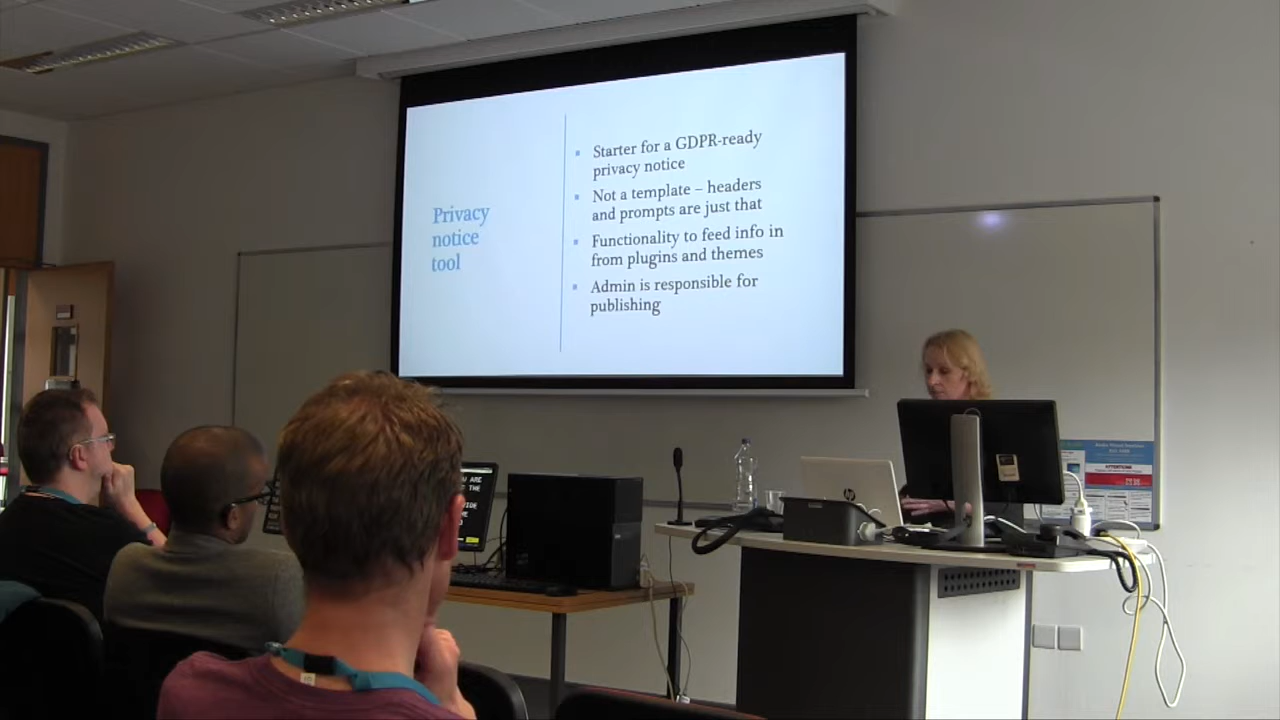 Privacy
notice
tool
Starter for a GDPR-ready
privacy notice
Not a template – headers
and prompts are just that
Functionality to feed info in
from plugins and themes
Admin is responsible for
publishing
hp